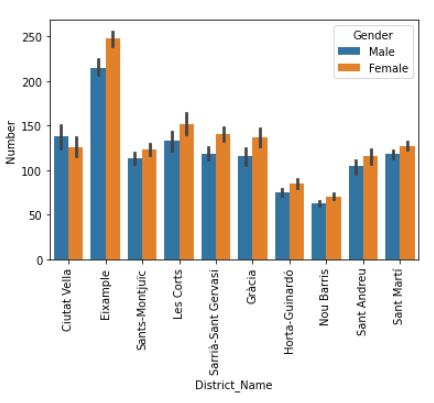 Gender
Male
Female
Number
250
200
150
100
50
0
Ciutat Vella
Eixample
Sants-Montjuïc
Les Corts
Sarrià-Sant Gervasi
Gràcia
Horta-Guinardó
Nou Barris
Sant Andreu
Sant Martí
District_Name